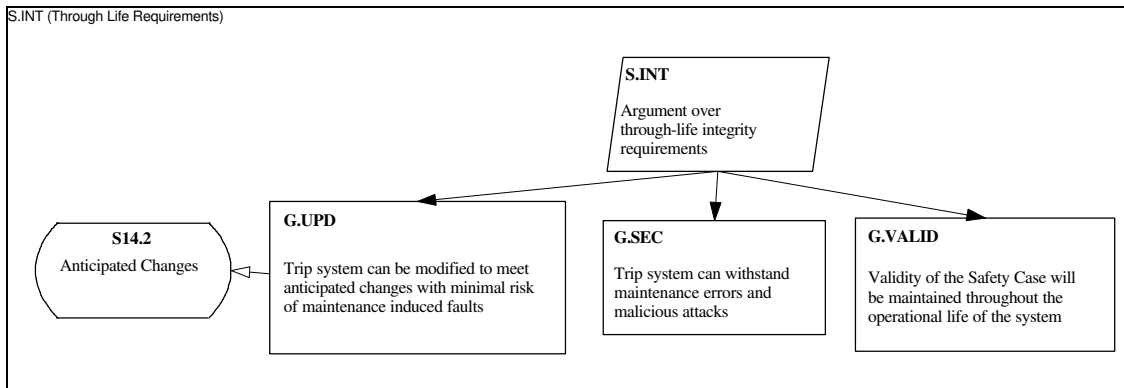 S.INT (Through Life Requirements)
S.INT
Argument over
through-life integrity
requirements
S14.2
Anticipated Changes
G.UPD
Trip system can be modified to meet
anticipated changes with minimal risk
of maintenance induced faults
G.SEC
Trip system can withstand
maintenance errors and
malicious attacks
G.VALID
Validity of the Safety Case will
be maintained throughout the
operational life of the system